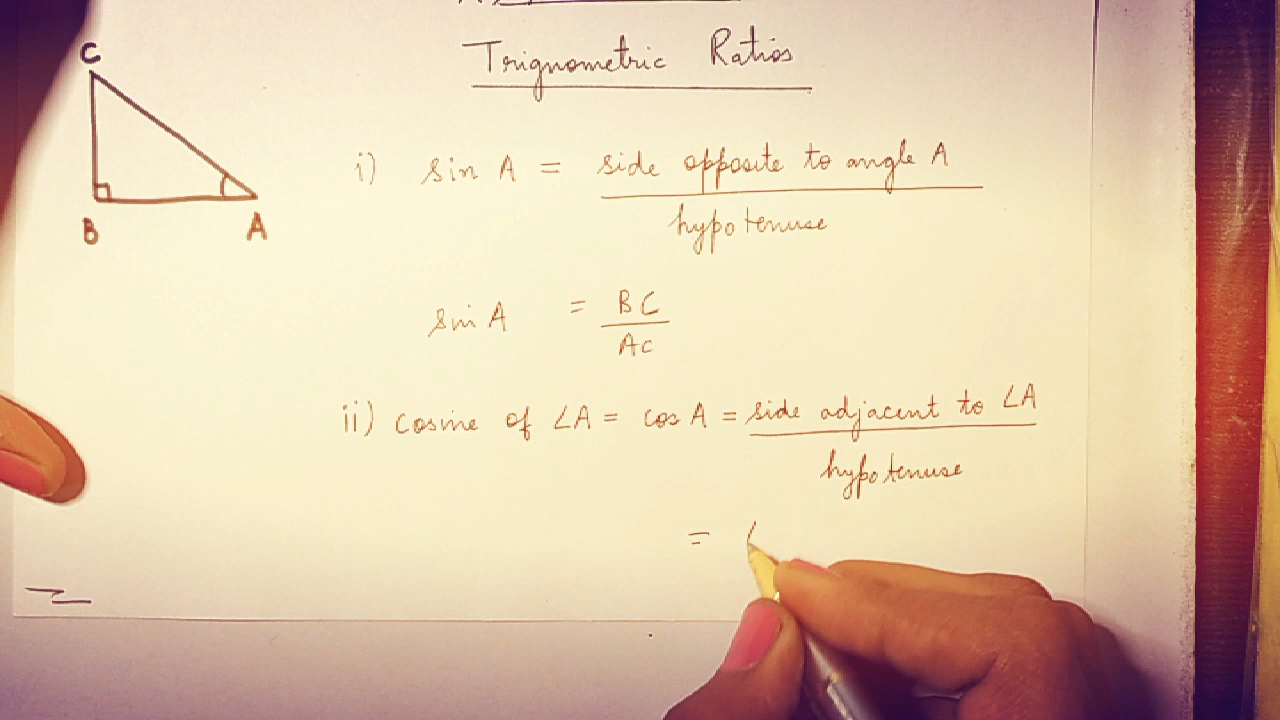 Trignometric Ratios
C
B
A
i) sin A = side opposite to angle A
hypotenuse
sin A = BC
AC
ii) cosine of ∠A = cos A = side adjacent to ∠A
hypotenuse
=